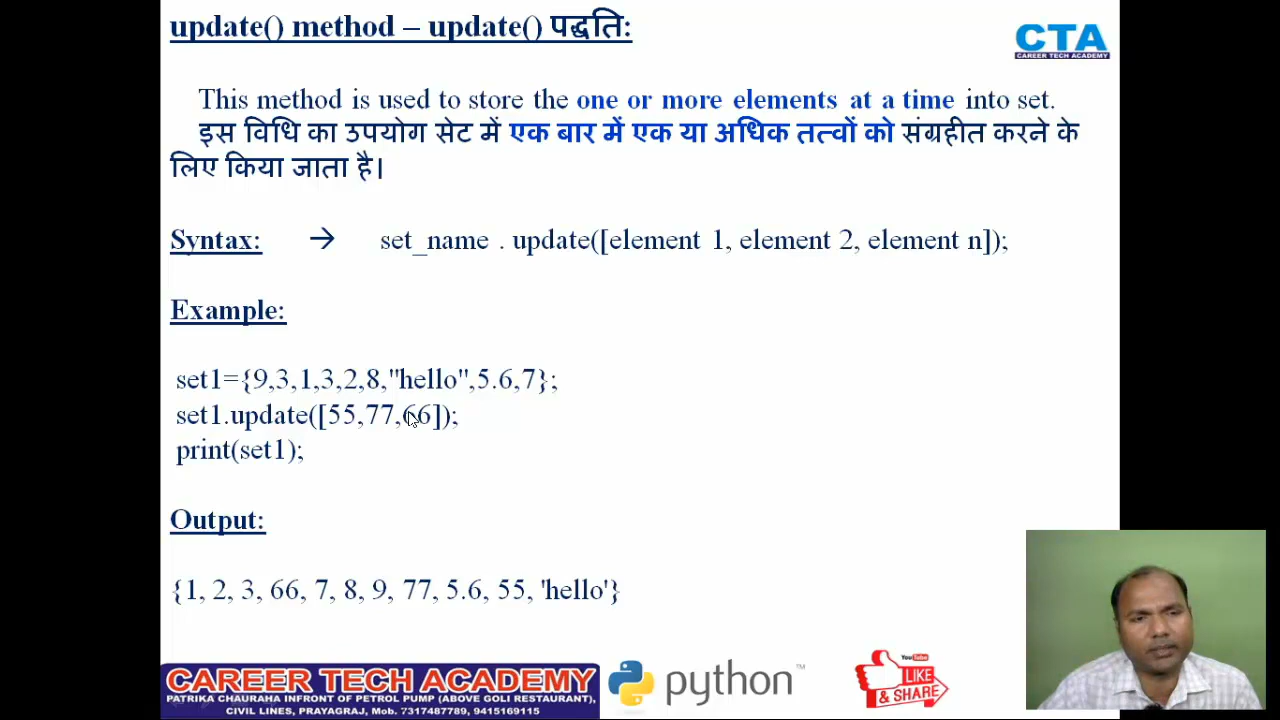 update() method – update() पद्धति:
CTA
CAREER TECH ACADEMY
This method is used to store the one or more elements at a time into set.
इस विधि का उपयोग सेट में एक बार में एक या अधिक तत्वों को संग्रहीत करने के
लिए किया जाता है।
Syntax: → set_name . update([element 1, element 2, element n]);
Example:
set1={9,3,1,3,2,8,"hello",5.6,7};
set1.update([55,77,66]);
print(set1);
Output:
{1, 2, 3, 66, 7, 8, 9, 77, 5.6, 55, 'hello'}
CAREER TECH ACADEMY
PATRIKA CHAURAHA INFRONT OF PETROL PUMP (ABOVE GOLI RESTAURANT),
CIVIL LINES, PRAYAGRAJ, Mob. 7317487789, 9415169115
python™
YouTube
LIKE
& SHARE